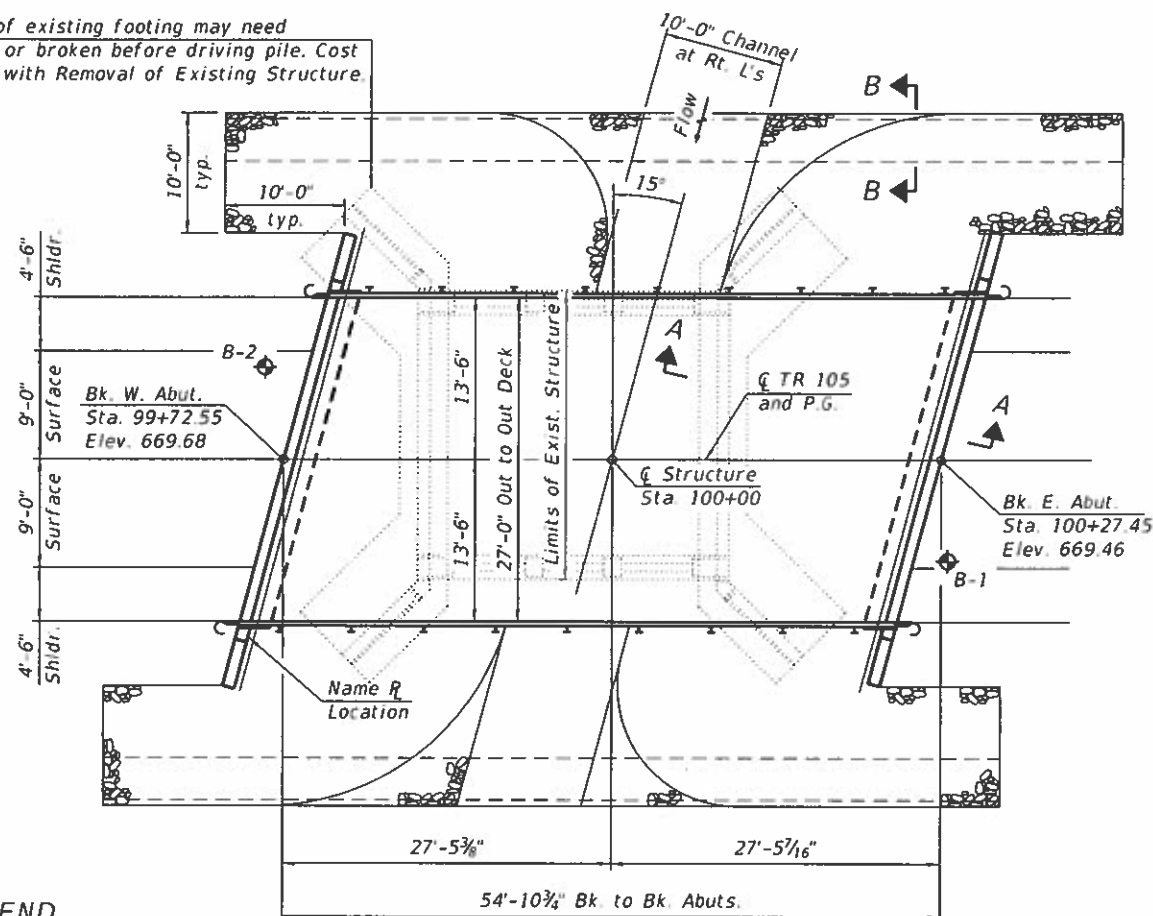 of existing footing may need
or broken before driving pile. Cost
with Removal of Existing Structure.
10'-0" Channel
at Rt. L's
Flow
B
B
10'-0"
typ.
10'-0"
typ.
15°
4'-6"
Shldr.
9'-0"
Surface
9'-0"
Surface
4'-6"
Shldr.
B-2
Bk. W. Abut.
Sta. 99+72.55
Elev. 669.68
13'-6"
13'-6"
27'-0" Out to Out Deck
Limits of Exist. Structure
A
℄ TR 105
and P.G.
A
℄ Structure
Sta. 100+00
Bk. E. Abut.
Sta. 100+27.45
Elev. 669.46
B-1
Name PL
Location
27'-5⅜"
27'-5 7/16"
54'-10¾" Bk. to Bk. Abuts.
END